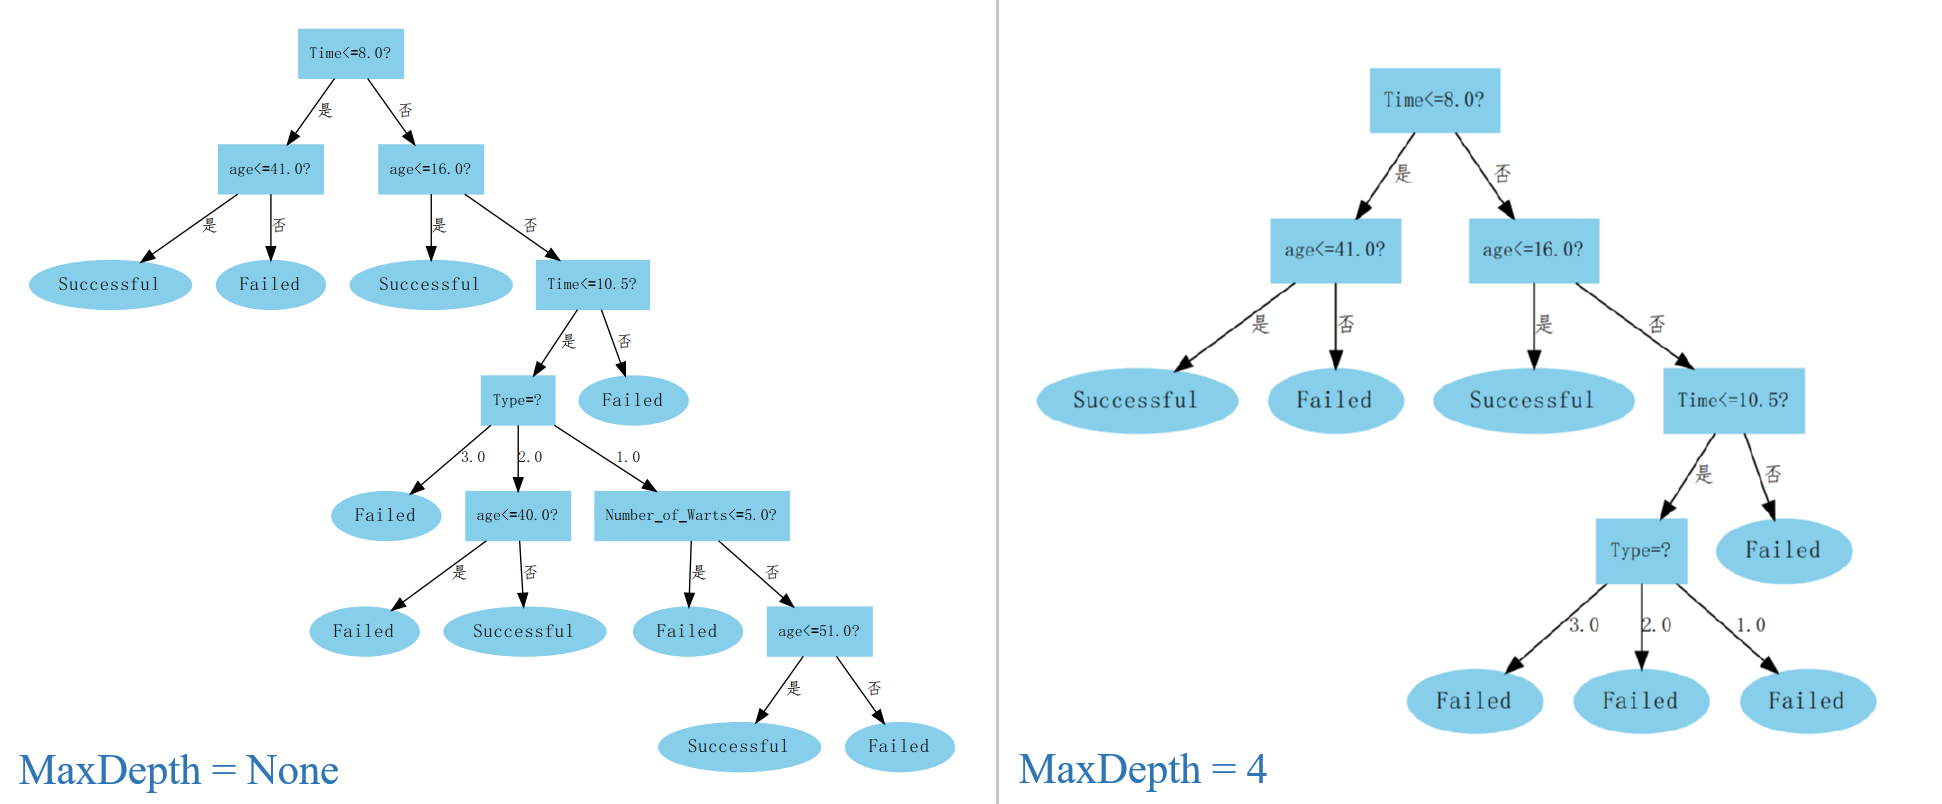 Time<=8.0?
是
否
age<=41.0?
age<=16.0?
是
否
是
否
Successful
Failed
Successful
Time<=10.5?
是
否
Type=?
Failed
3.0
2.0
1.0
Failed
age<=40.0?
Number_of_Warts<=5.0?
是
否
是
否
Failed
Successful
Failed
age<=51.0?
是
否
Successful
Failed
MaxDepth = None
Time<=8.0?
是
否
age<=41.0?
age<=16.0?
是
否
是
否
Successful
Failed
Successful
Time<=10.5?
是
否
Type=?
Failed
3.0
2.0
1.0
Failed
Failed
Failed
MaxDepth = 4